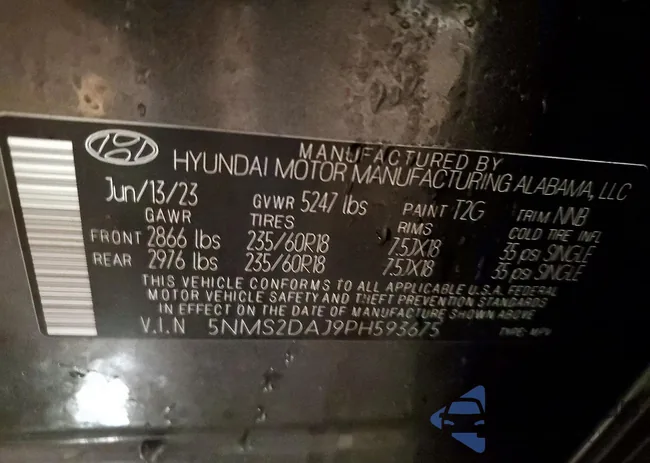 MANUFACTURED BY
HYUNDAI MOTOR MANUFACTURING ALABAMA, LLC
Jun/13/23 GVWR 5247 lbs PAINT T2G TRIM NNB
GAWR TIRES RIMS COLD TIRE INFL
FRONT 2866 lbs 235/60R18 7.5JX18 35 psi SINGLE
REAR 2976 lbs 235/60R18 7.5JX18 35 psi SINGLE
THIS VEHICLE CONFORMS TO ALL APPLICABLE U.S.A. FEDERAL
MOTOR VEHICLE SAFETY AND THEFT PREVENTION STANDARDS
IN EFFECT ON THE DATE OF MANUFACTURE SHOWN ABOVE
V.I.N 5NMS2DAJ9PH593675 TYPE:MPV